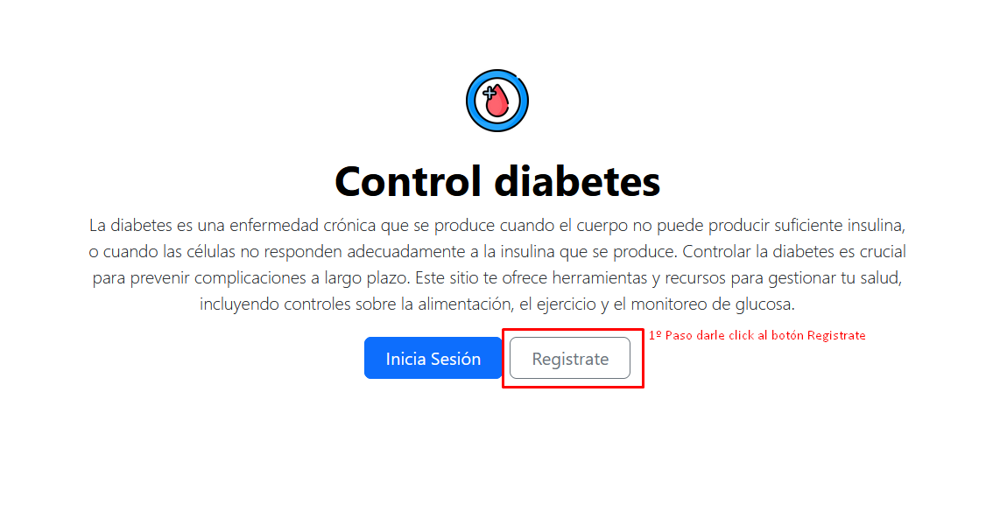 Control diabetes
La diabetes es una enfermedad crónica que se produce cuando el cuerpo no puede producir suficiente insulina,
o cuando las células no responden adecuadamente a la insulina que se produce. Controlar la diabetes es crucial
para prevenir complicaciones a largo plazo. Este sitio te ofrece herramientas y recursos para gestionar tu salud,
incluyendo controles sobre la alimentación, el ejercicio y el monitoreo de glucosa.
1º Paso darle click al botón Registrate
Inicia Sesión
Registrate